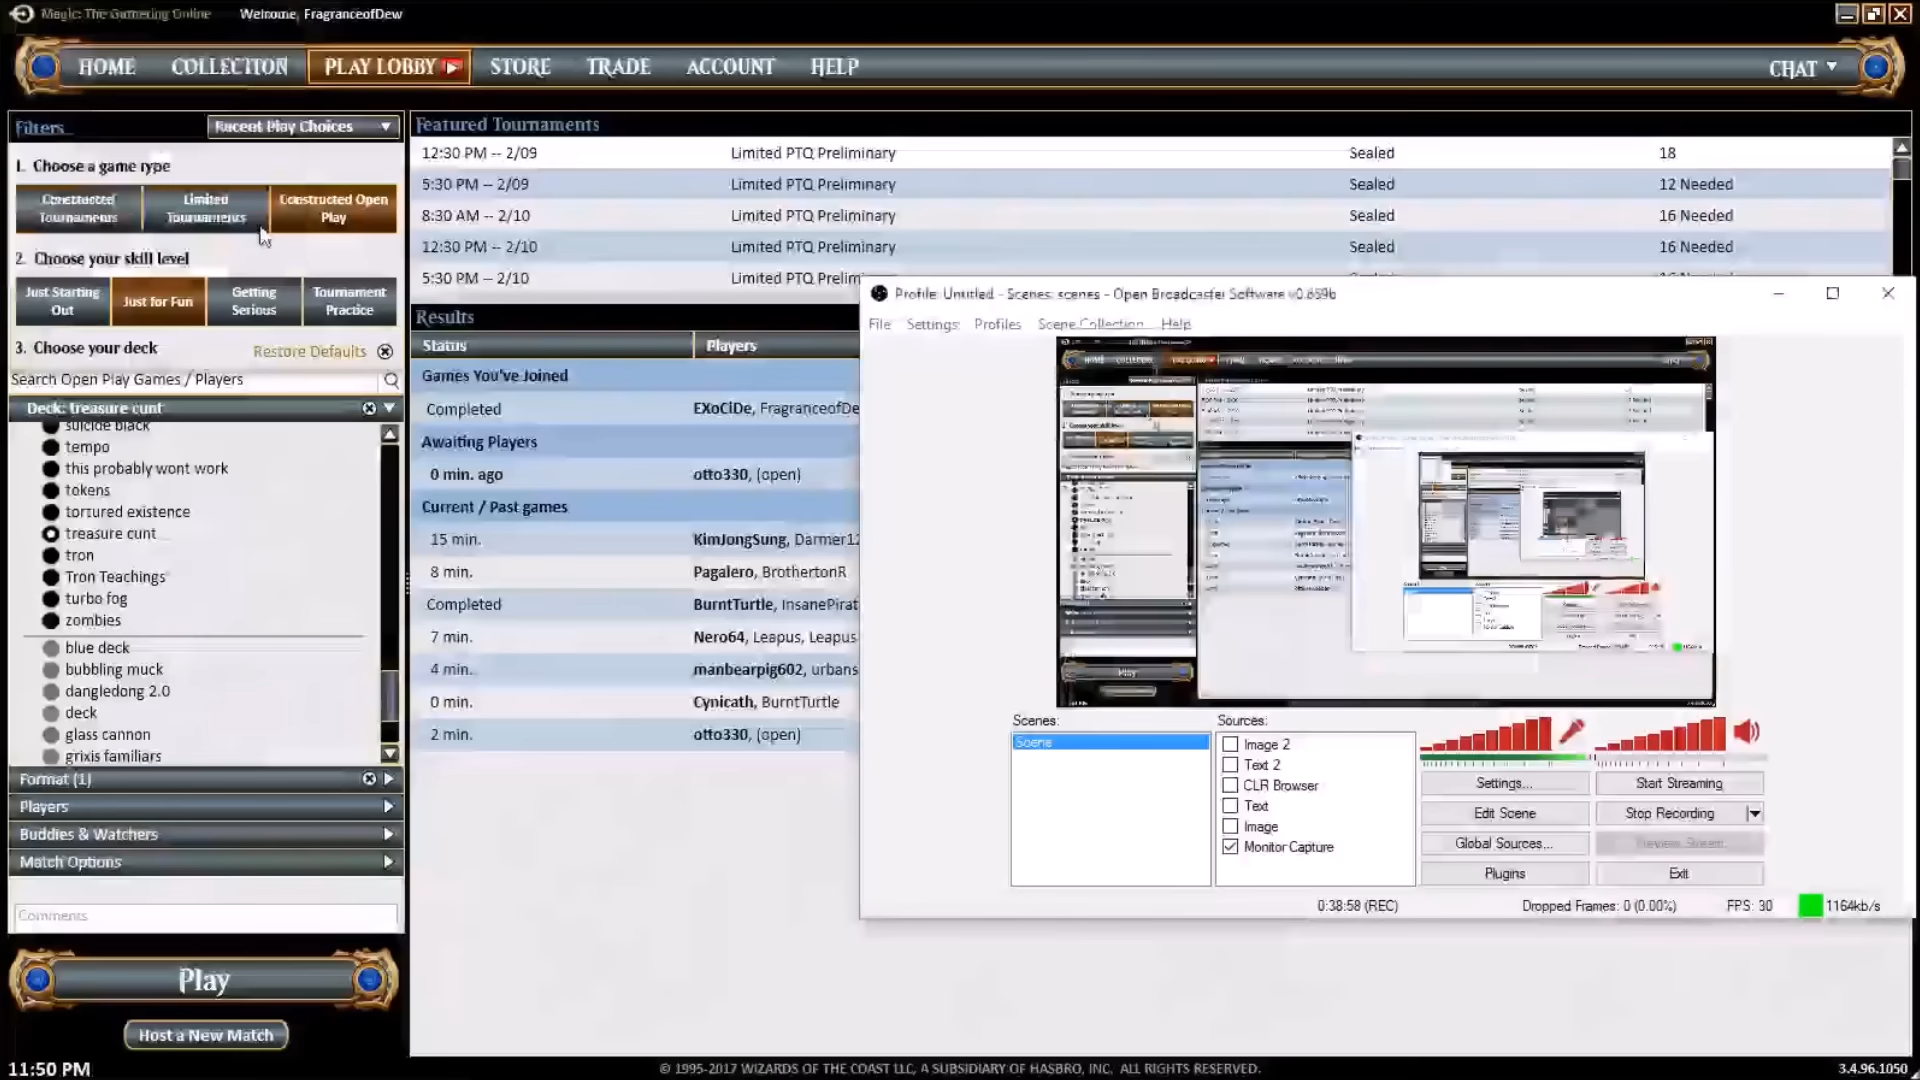 Magic: The Gathering Online
Welcome, FragranceofDew
HOME
COLLECTION
PLAY LOBBY
STORE
TRADE
ACCOUNT
HELP
CHAT
Filters
Recent Play Choices
1. Choose a game type
Constructed Tournaments
Limited Tournaments
Constructed Open Play
2. Choose your skill level
Just Starting Out
Just for Fun
Getting Serious
Tournament Practice
3. Choose your deck
Restore Defaults
Search Open Play Games / Players
Deck: treasure cunt
suicide black
tempo
this probably wont work
tokens
tortured existence
treasure cunt
tron
Tron Teachings
turbo fog
zombies
blue deck
bubbling muck
dangledong 2.0
deck
glass cannon
grixis familiars
Format (1)
Players
Buddies & Watchers
Match Options
Comments
Play
Host a New Match
11:50 PM
Featured Tournaments
12:30 PM -- 2/09 Limited PTQ Preliminary Sealed 18
5:30 PM -- 2/09 Limited PTQ Preliminary Sealed 12 Needed
8:30 AM -- 2/10 Limited PTQ Preliminary Sealed 16 Needed
12:30 PM -- 2/10 Limited PTQ Preliminary Sealed 16 Needed
5:30 PM -- 2/10 Limited PTQ
Results
Status Players
Games You've Joined
Completed EXoCiDe, FragranceofDe
Awaiting Players
0 min. ago otto330, (open)
Current / Past games
15 min. KimJongSung, Darmer12
8 min. Pagalero, BrothertonR
Completed BurntTurtle, InsanePirat
7 min. Nero64, Leapus, Leapus
4 min. manbearpig602, urbans
0 min. Cynicath, BurntTurtle
2 min. otto330, (open)
Profile: Untitled - Scenes: scenes - Open Broadcaster Software v0.659b
File Settings Profiles Scene Collection Help
Scenes:
Scene
Sources:
Image 2
Text 2
CLR Browser
Text
Image
Monitor Capture
Settings...
Start Streaming
Edit Scene
Stop Recording
Global Sources...
Preview Stream
Plugins
Exit
0:38:58 (REC)
Dropped Frames: 0 (0.00%)
FPS: 30
1164kb/s
© 1995-2017 WIZARDS OF THE COAST LLC, A SUBSIDIARY OF HASBRO, INC. ALL RIGHTS RESERVED.
3.4.96.1050